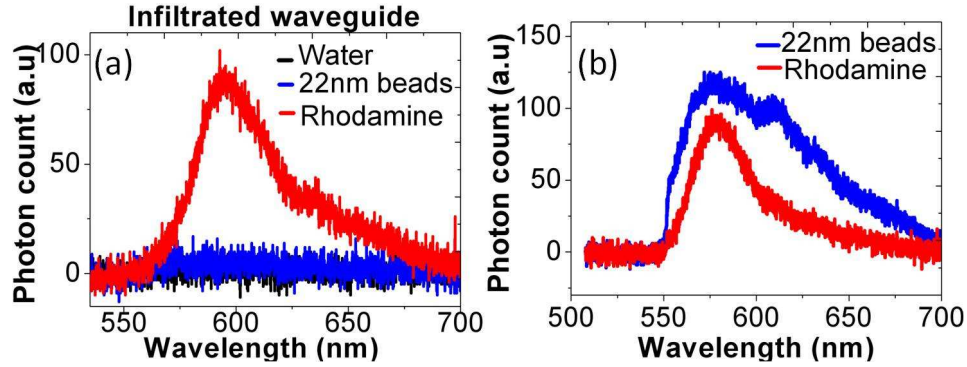 Infiltrated waveguide
(a)
Water
22nm beads
Rhodamine
Photon count (a.u)
100
50
0
550 600 650 700
Wavelength (nm)
(b)
22nm beads
Rhodamine
Photon count (a.u)
150
100
50
0
500 550 600 650 700
Wavelength (nm)